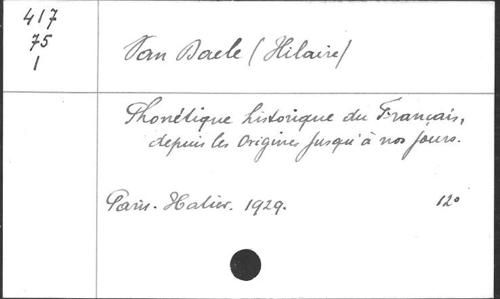 417
75
1
Van Daele (Hilaire)
Phonétique historique du Français,
depuis les Origines jusqu'à nos jours.
Paris. Hatier. 1929. 12°